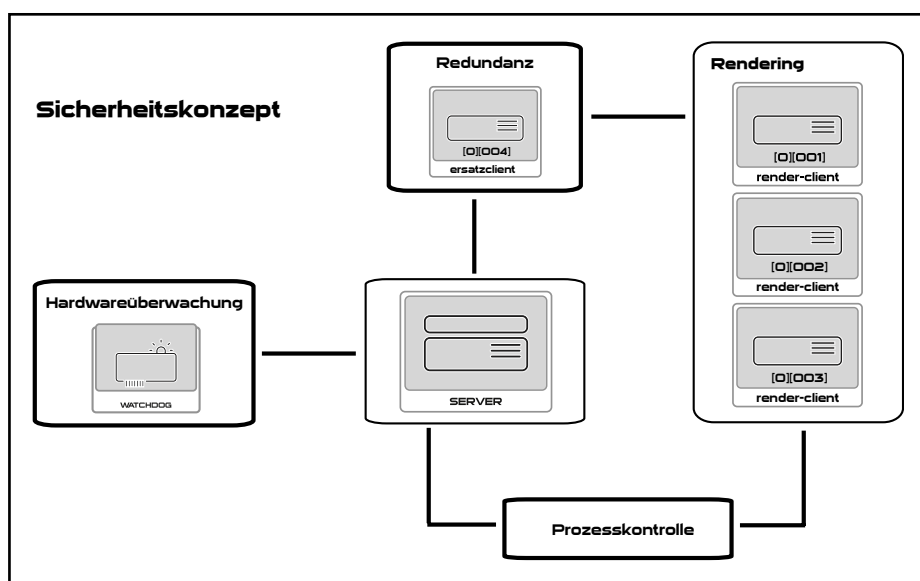 Sicherheitskonzept
Redundanz
[0][004]
ersatzclient
Rendering
[0][001]
render-client
[0][002]
render-client
[0][003]
render-client
Hardwareüberwachung
WATCHDOG
SERVER
Prozesskontrolle